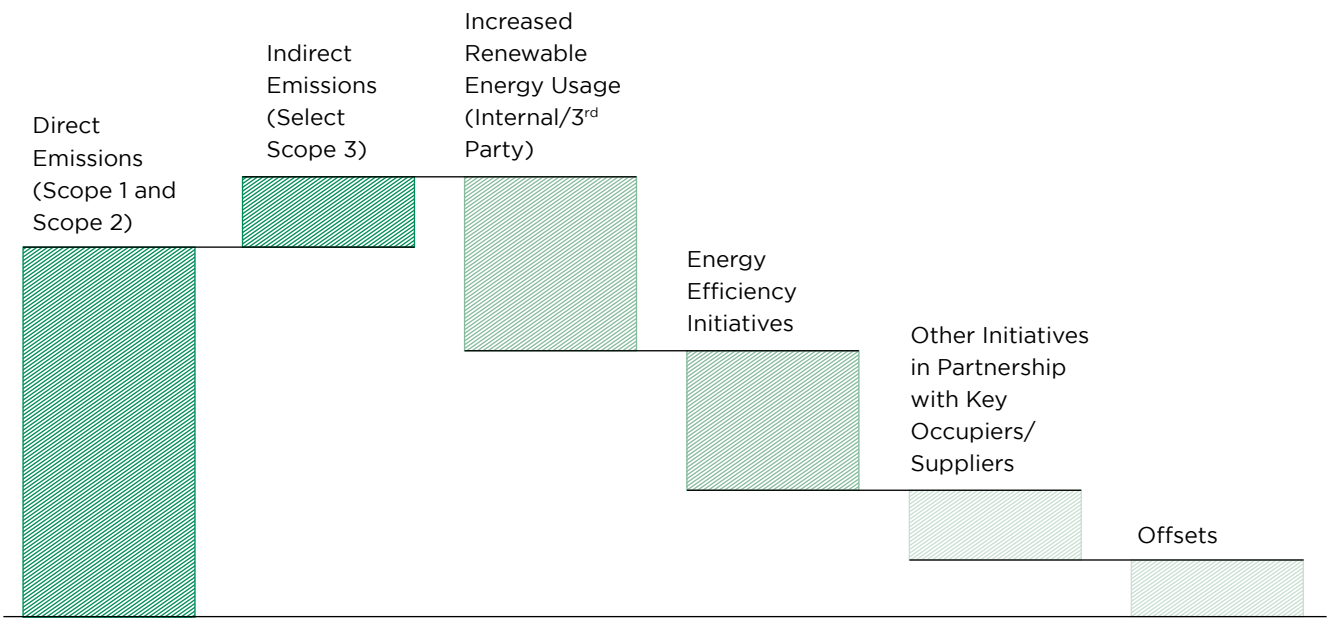 Direct
Emissions
(Scope 1 and
Scope 2)
Indirect
Emissions
(Select
Scope 3)
Increased
Renewable
Energy Usage
(Internal/3rd
Party)
Energy
Efficiency
Initiatives
Other Initiatives
in Partnership
with Key
Occupiers/
Suppliers
Offsets